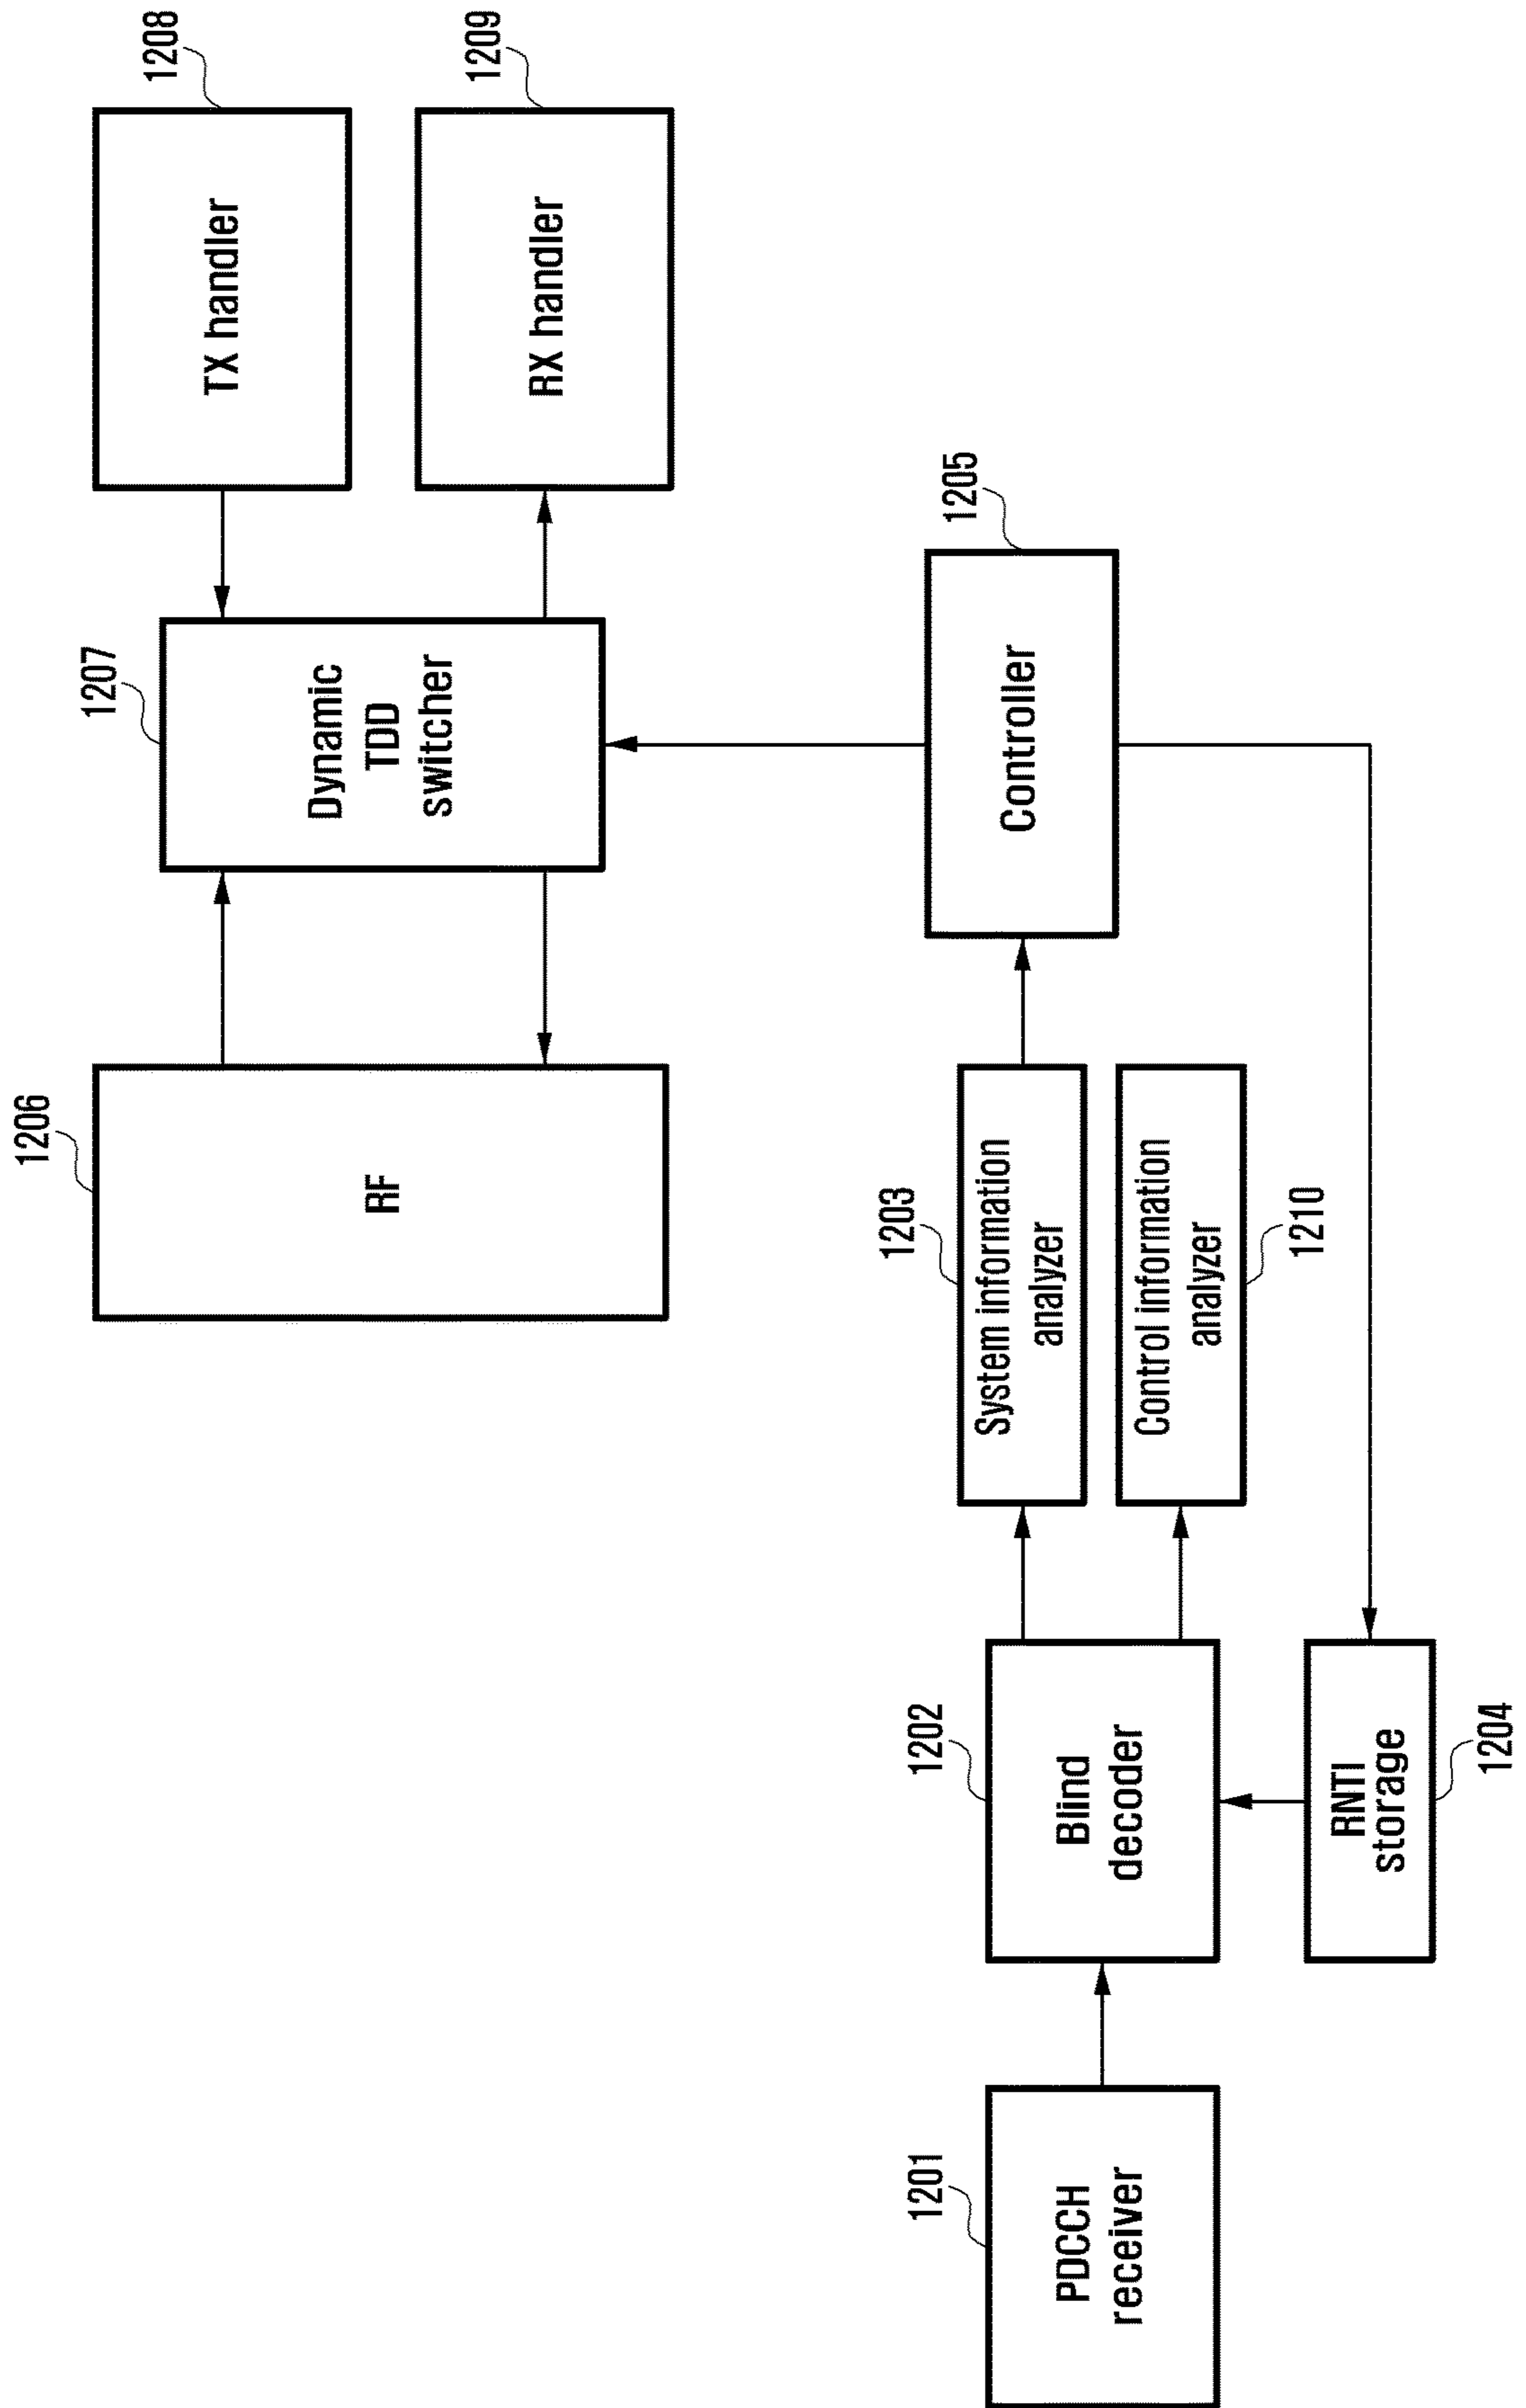 1206
RF
1207
Dynamic
TDD
switcher
1208
TX handler
1209
RX handler
1201
PDCCH
receiver
1202
Blind
decoder
1203
System information
analyzer
Control information
analyzer
1210
1205
Controller
RNTI
storage
1204